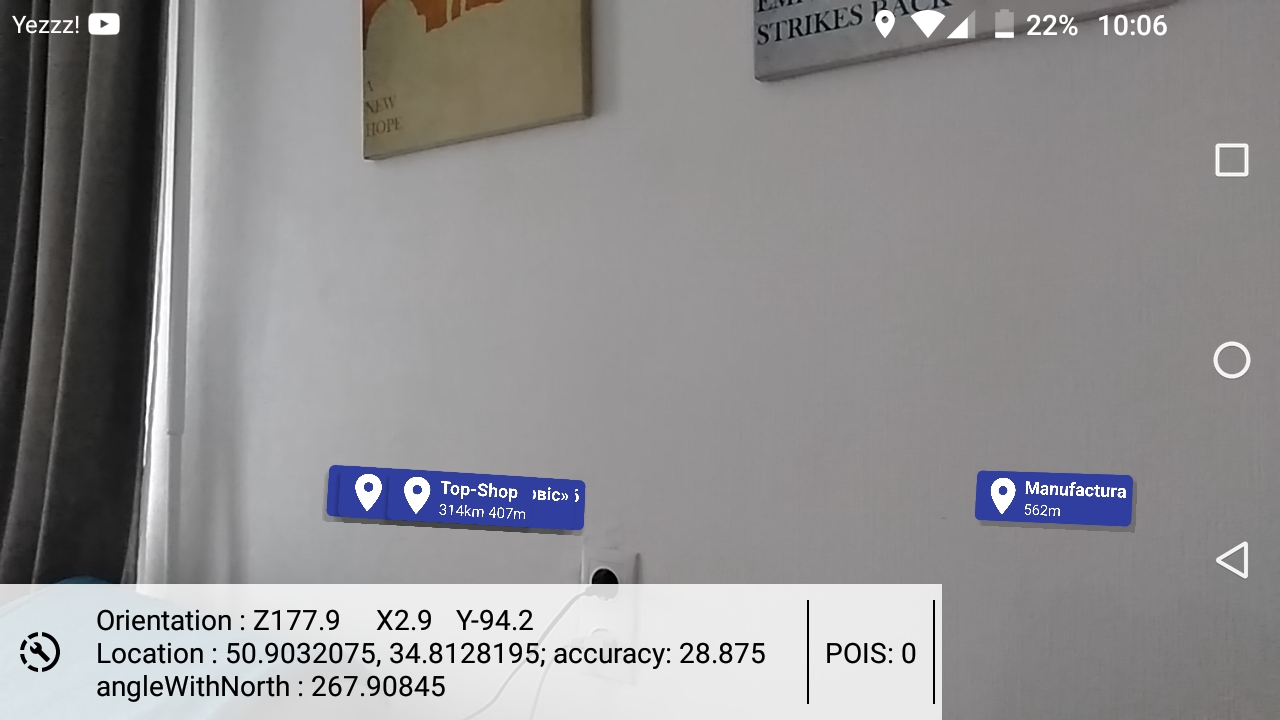 Yezzz!
22% 10:06
A
NEW
HOPE
STRIKES BACK
Top-Shop
314km 407m
Manufactura
562m
Orientation : Z177.9 X2.9 Y-94.2
Location : 50.9032075, 34.8128195; accuracy: 28.875
angleWithNorth : 267.90845
POIS: 0